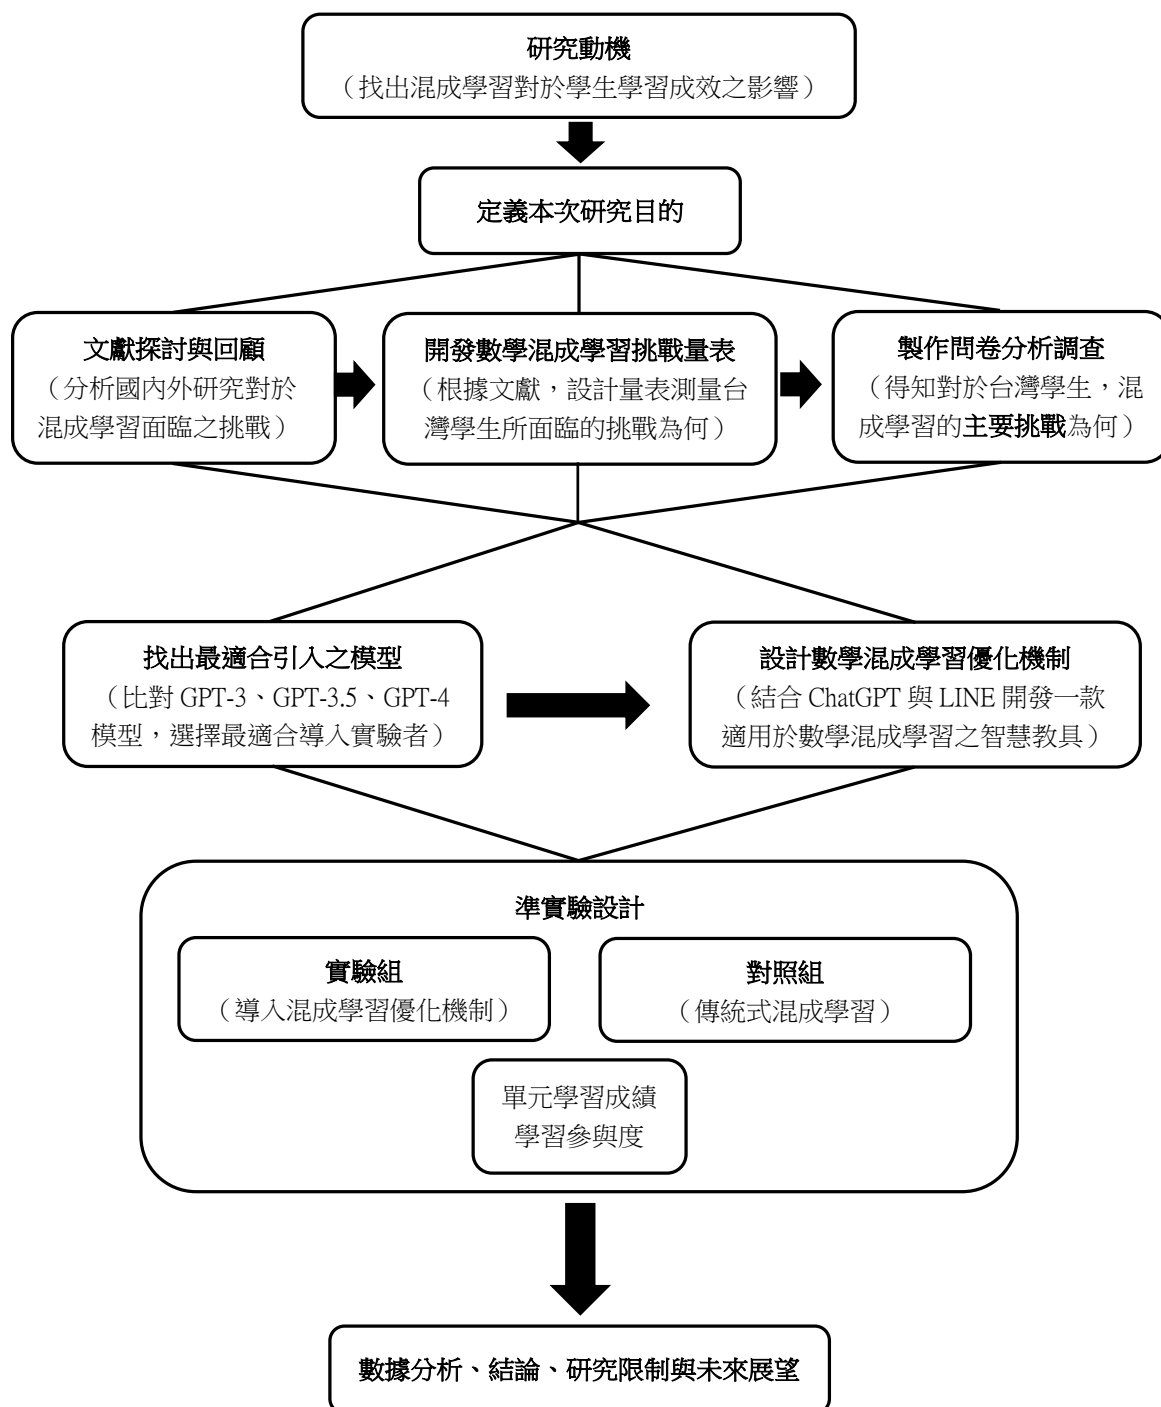 研究動機
（找出混成學習對於學生學習成效之影響）
定義本次研究目的
文獻探討與回顧
（分析國內外研究對於
混成學習面臨之挑戰）
開發數學混成學習挑戰量表
（根據文獻，設計量表測量台
灣學生所面臨的挑戰為何）
製作問卷分析調查
（得知對於台灣學生，混
成學習的主要挑戰為何）
找出最適合引入之模型
（比對 GPT-3、GPT-3.5、GPT-4
模型，選擇最適合導入實驗者）
設計數學混成學習優化機制
（結合 ChatGPT 與 LINE 開發一款
適用於數學混成學習之智慧教具）
準實驗設計
實驗組
（導入混成學習優化機制）
對照組
（傳統式混成學習）
單元學習成績
學習參與度
數據分析、結論、研究限制與未來展望